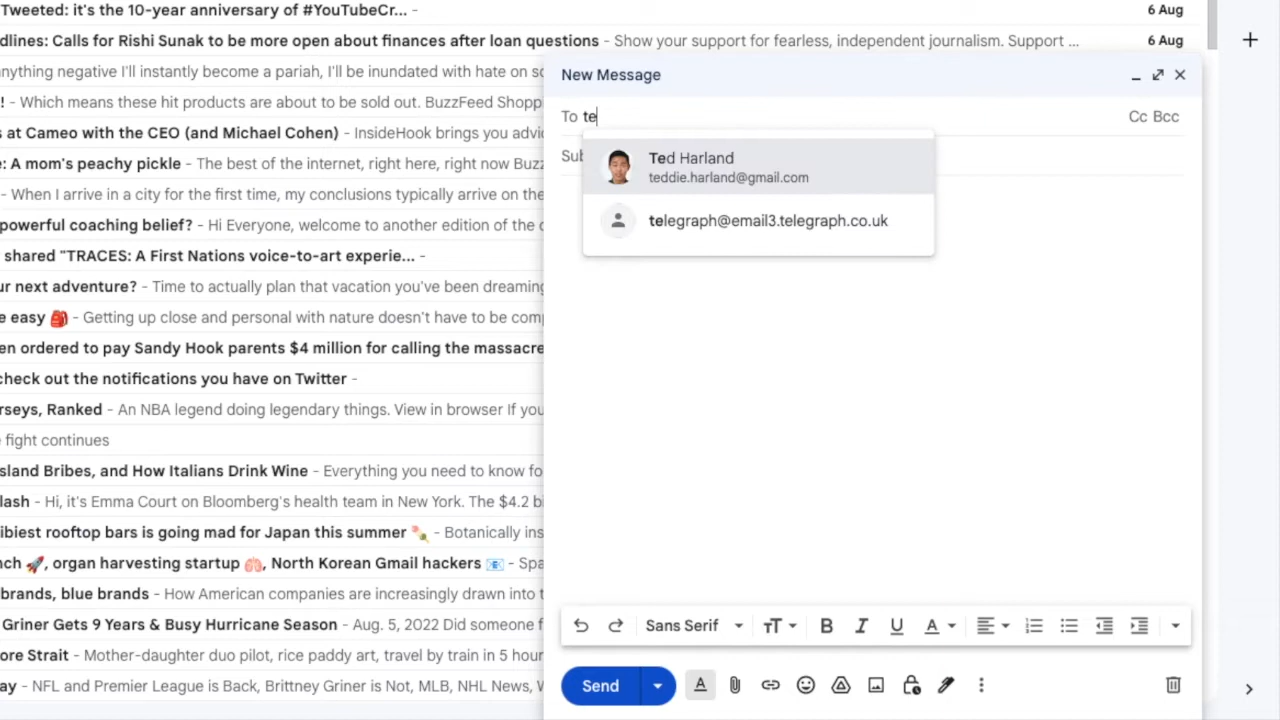 Tweeted: it's the 10-year anniversary of #YouTubeCr... -
6 Aug
dlines: Calls for Rishi Sunak to be more open about finances after loan questions - Show your support for fearless, independent journalism. Support ...
6 Aug
nything negative I'll instantly become a pariah, I'll be inundated with hate on so
! - Which means these hit products are about to be sold out. BuzzFeed Shoppi
s at Cameo with the CEO (and Michael Cohen) - InsideHook brings you advic
e: A mom's peachy pickle - The best of the internet, right here, right now Buzz
- When I arrive in a city for the first time, my conclusions typically arrive on the
powerful coaching belief? - Hi Everyone, welcome to another edition of the c
shared "TRACES: A First Nations voice-to-art experie... -
ur next adventure? - Time to actually plan that vacation you've been dreaming
e easy 🎒 - Getting up close and personal with nature doesn't have to be comp
en ordered to pay Sandy Hook parents $4 million for calling the massacre
check out the notifications you have on Twitter -
erseys, Ranked - An NBA legend doing legendary things. View in browser If you
e fight continues
sland Bribes, and How Italians Drink Wine - Everything you need to know fo
lash - Hi, it's Emma Court on Bloomberg's health team in New York. The $4.2 bi
ibiest rooftop bars is going mad for Japan this summer 🍡 - Botanically ins
nch 🚀, organ harvesting startup 🫁, North Korean Gmail hackers 📧 - Spa
brands, blue brands - How American companies are increasingly drawn into t
Griner Gets 9 Years & Busy Hurricane Season - Aug. 5, 2022 Did someone f
ore Strait - Mother-daughter duo pilot, rice paddy art, travel by train in 5 hour
ay - NFL and Premier League is Back, Brittney Griner is Not, MLB, NHL News, W
New Message
To te
Cc Bcc
Sub
Ted Harland
teddie.harland@gmail.com
telegraph@email3.telegraph.co.uk
Sans Serif
Send